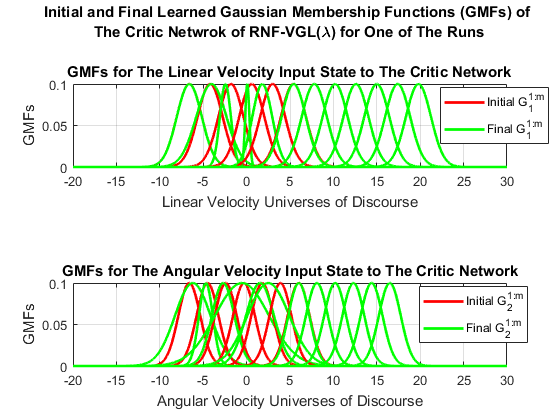 Initial and Final Learned Gaussian Membership Functions (GMFs) of
The Critic Netwrok of RNF-VGL(λ) for One of The Runs
GMFs for The Linear Velocity Input State to The Critic Network
GMFs
0.1
0.05
0
Initial G₁^1:m
Final G₁^1:m
-20 -15 -10 -5 0 5 10 15 20 25 30
Linear Velocity Universes of Discourse
GMFs for The Angular Velocity Input State to The Critic Network
GMFs
0.1
0.05
0
Initial G₂^1:m
Final G₂^1:m
-20 -15 -10 -5 0 5 10 15 20 25 30
Angular Velocity Universes of Discourse